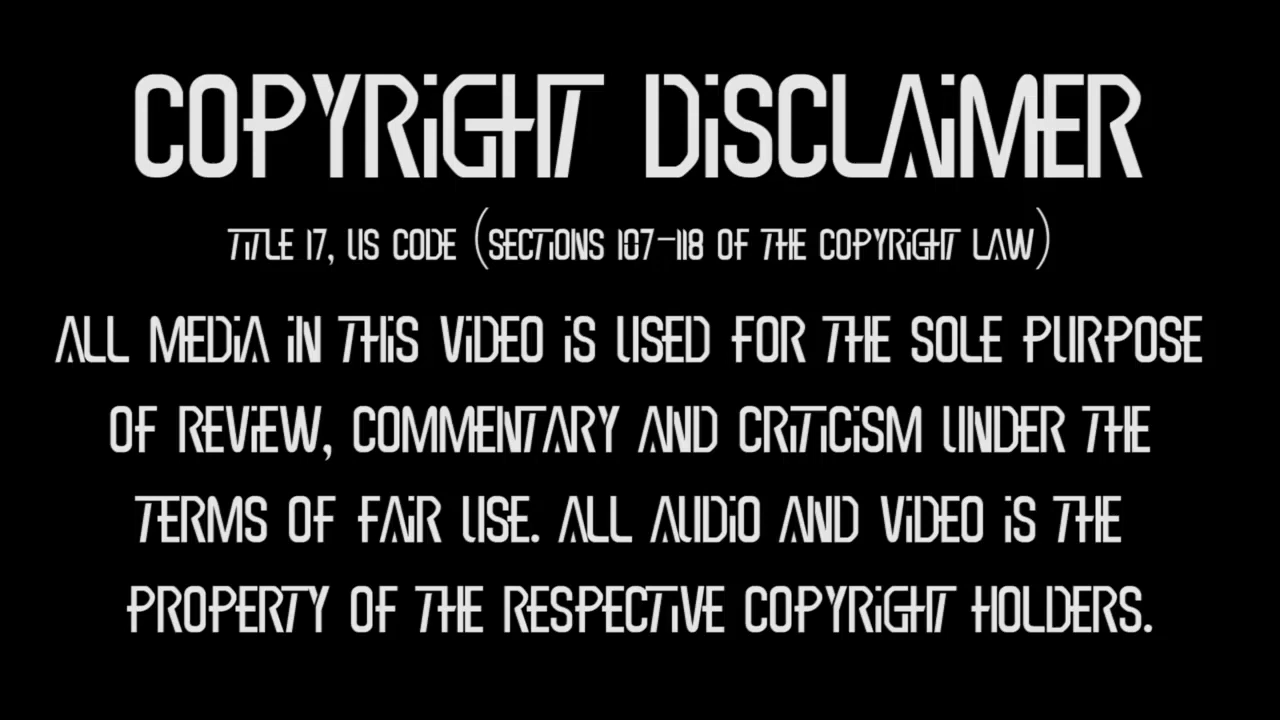 COPYRiGHT DiSCLAiMER
TiTLE 17, US CODE (SECTiONS 107-118 OF THE COPYRiGHT LAW)
ALL MEDiA iN THiS ViDEO iS USED FOR THE SOLE PURPOSE
OF REViEW, COMMENTARY AND CRiTiCiSM UNDER THE
TERMS OF FAiR USE. ALL AUDiO AND ViDEO iS THE
PROPERTY OF THE RESPECTiVE COPYRiGHT HOLDERS.